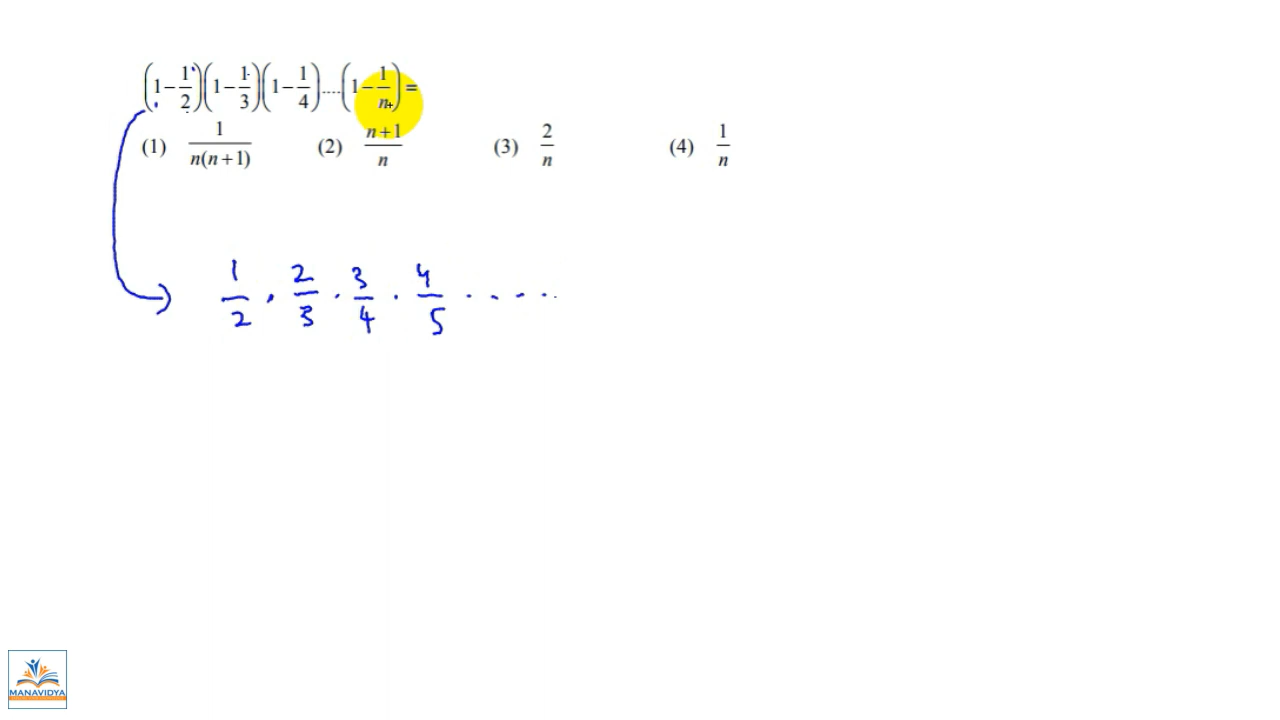 (1−1/2)(1−1/3)(1−1/4)....(1−1/n) =
(1) 1/n(n+1) (2) n+1/n (3) 2/n (4) 1/n
1/2 · 2/3 · 3/4 · 4/5 · · · · ·
MANAVIDYA